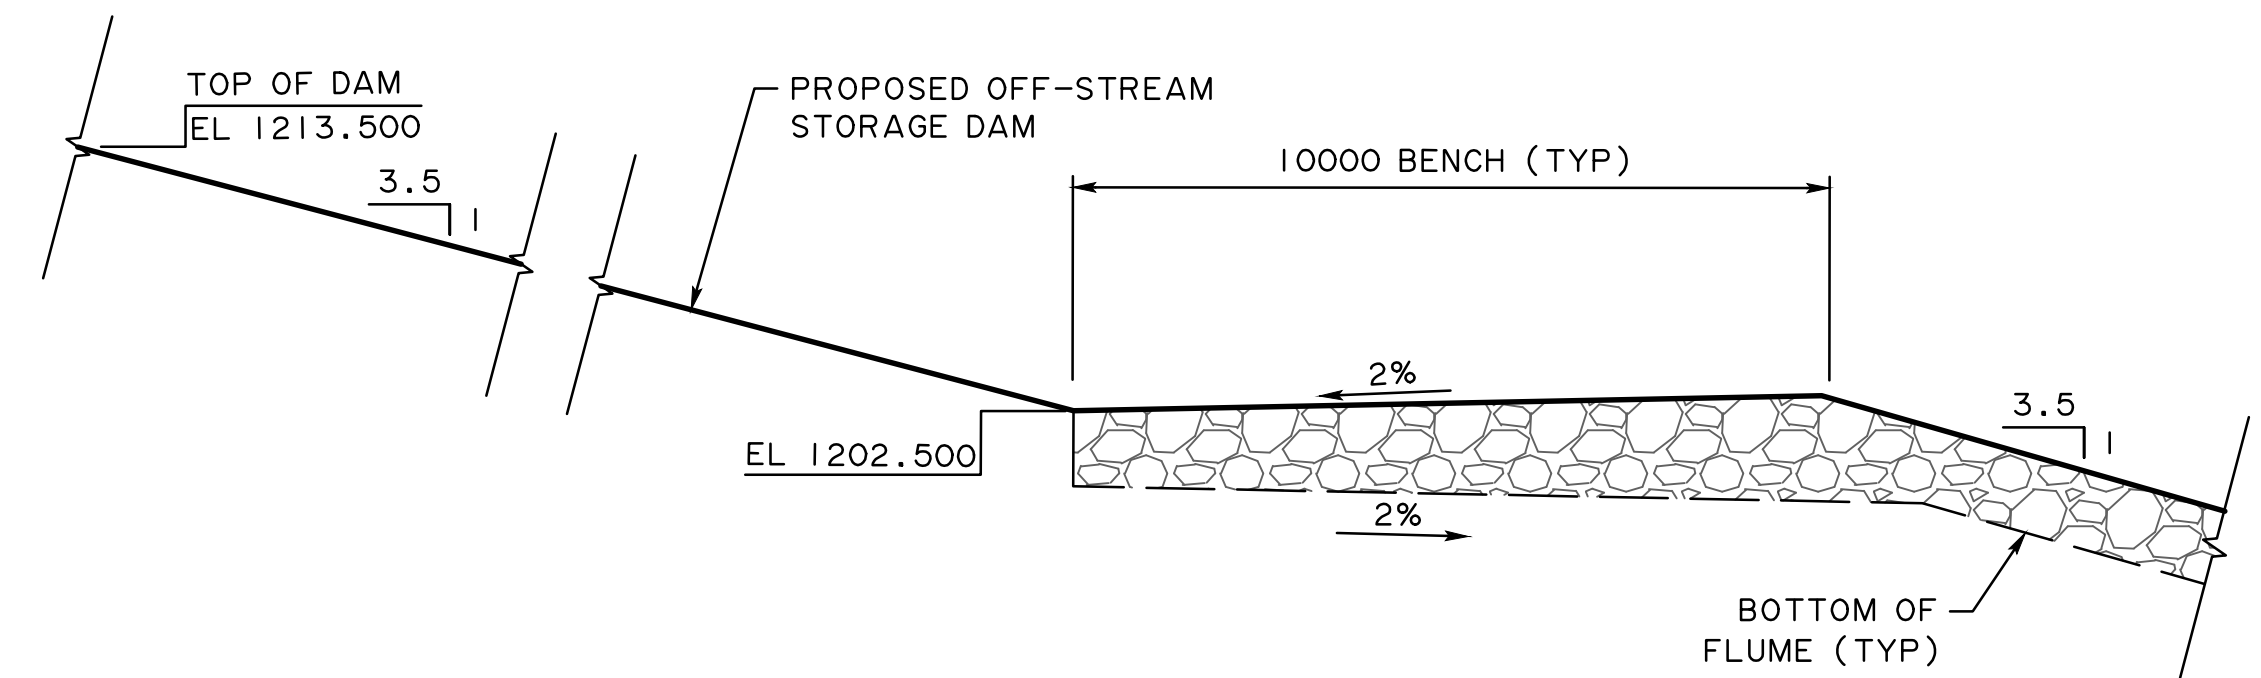 TOP OF DAM
EL 1213.500
3.5
1
PROPOSED OFF-STREAM
STORAGE DAM
10000 BENCH (TYP)
2%
EL 1202.500
3.5
1
2%
BOTTOM OF
FLUME (TYP)